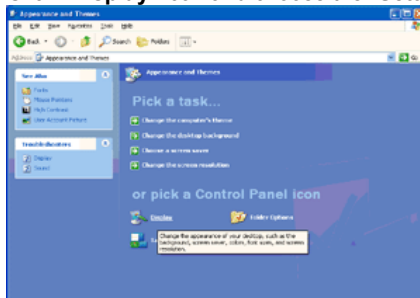 Appearance and Themes
File Edit View Favorites Tools Help
Back Search Folders
Address Appearance and Themes Go
See Also
Fonts
Mouse Pointers
High Contrast
User Account Picture
Troubleshooters
Display
Sound
Appearance and Themes
Pick a task...
Change the computer's theme
Change the desktop background
Choose a screen saver
Change the screen resolution
or pick a Control Panel icon
Display Folder Options
Change the appearance of your desktop, such as the
background, screen saver, colors, font sizes, and screen
resolution.